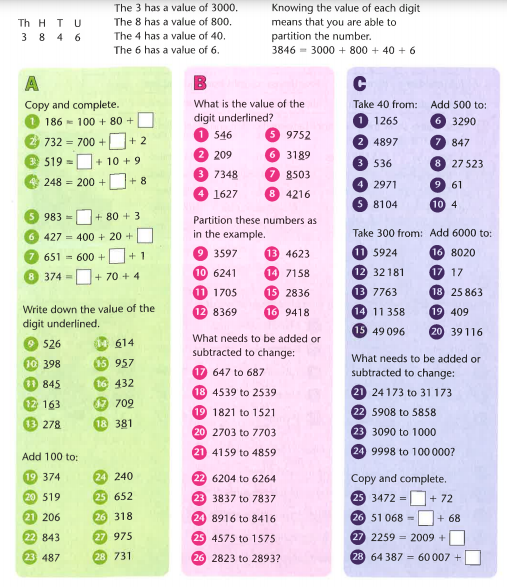 Th H T U
3 8 4 6
The 3 has a value of 3000.
The 8 has a value of 800.
The 4 has a value of 40.
The 6 has a value of 6.
Knowing the value of each digit
means that you are able to
partition the number.
3846 = 3000 + 800 + 40 + 6
A
Copy and complete.
1 186 = 100 + 80 + □
2 732 = 700 + □ + 2
3 519 = □ + 10 + 9
4 248 = 200 + □ + 8
5 983 = □ + 80 + 3
6 427 = 400 + 20 + □
7 651 = 600 + □ + 1
8 374 = □ + 70 + 4
Write down the value of the
digit underlined.
9 526 14 614
10 398 15 957
11 845 16 432
12 163 17 709
13 278 18 381
Add 100 to:
19 374 24 240
20 519 25 652
21 206 26 318
22 843 27 975
23 487 28 731
B
What is the value of the
digit underlined?
1 546 5 9752
2 209 6 3189
3 7348 7 8503
4 1627 8 4216
Partition these numbers as
in the example.
9 3597 13 4623
10 6241 14 7158
11 1705 15 2836
12 8369 16 9418
What needs to be added or
subtracted to change:
17 647 to 687
18 4539 to 2539
19 1821 to 1521
20 2703 to 7703
21 4159 to 4859
22 6204 to 6264
23 3837 to 7837
24 8916 to 8416
25 4575 to 1575
26 2823 to 2893?
C
Take 40 from: Add 500 to:
1 1265 6 3290
2 4897 7 847
3 536 8 27 523
4 2971 9 61
5 8104 10 4
Take 300 from: Add 6000 to:
11 5924 16 8020
12 32 181 17 17
13 7763 18 25 863
14 11 358 19 409
15 49 096 20 39 116
What needs to be added or
subtracted to change:
21 24 173 to 31 173
22 5908 to 5858
23 3090 to 1000
24 9998 to 100 000?
Copy and complete.
25 3472 = □ + 72
26 51 068 = □ + 68
27 2259 = 2009 + □
28 64 387 = 60 007 + □